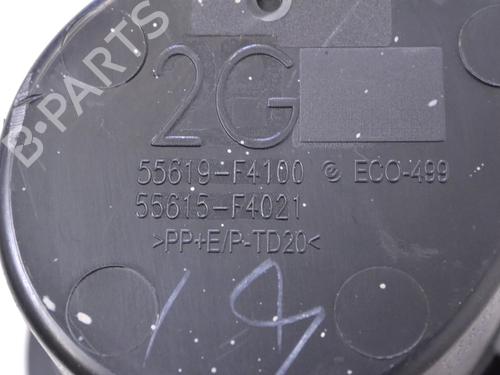 B-PARTS
2G
55619-F4100 ℮ ECO-499
55615-F4021
>PP+E/P-TD20<